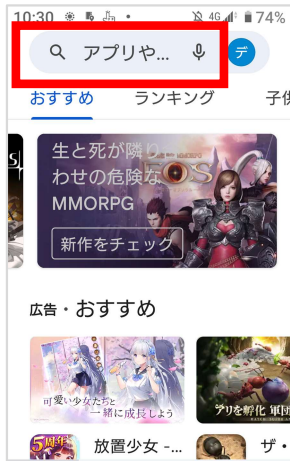 10:30 4G 74%
アプリや... デ
おすすめ ランキング 子供
生と死が隣り
わせの危険な
MMORPG
EOS
新作をチェック
広告・おすすめ
可愛い少女たちと
一緒に成長しよう
アリを孵化 軍団
5周年
放置少女 -... ザ・